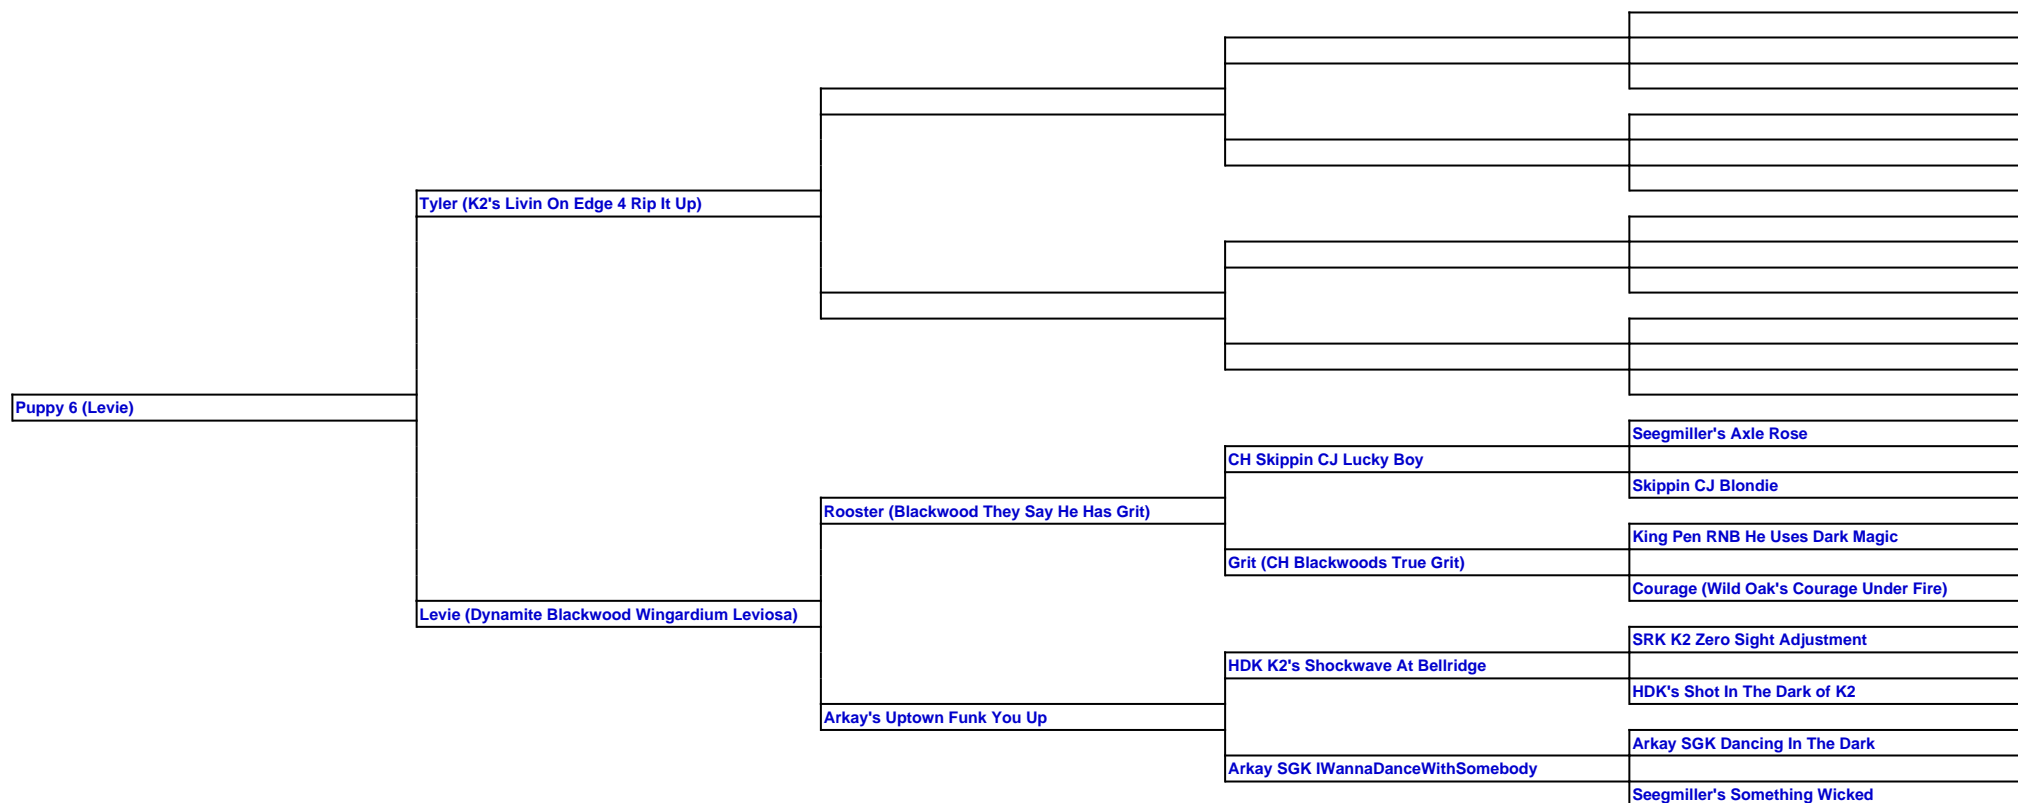 Tyler (K2's Livin On Edge 4 Rip It Up)
Puppy 6 (Levie)
Seegmiller's Axle Rose
CH Skippin CJ Lucky Boy
Skippin CJ Blondie
Rooster (Blackwood They Say He Has Grit)
King Pen RNB He Uses Dark Magic
Grit (CH Blackwoods True Grit)
Courage (Wild Oak's Courage Under Fire)
Levie (Dynamite Blackwood Wingardium Leviosa)
SRK K2 Zero Sight Adjustment
HDK K2's Shockwave At Bellridge
HDK's Shot In The Dark of K2
Arkay's Uptown Funk You Up
Arkay SGK Dancing In The Dark
Arkay SGK IWannaDanceWithSomebody
Seegmiller's Something Wicked